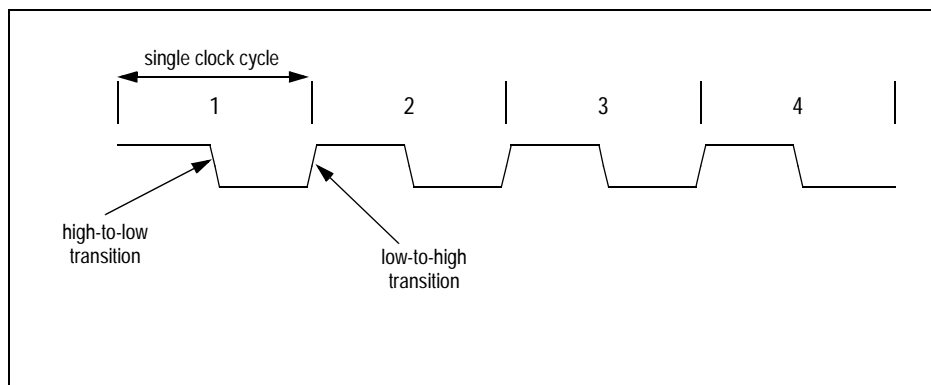 single clock cycle
1 2 3 4
high-to-low
transition
low-to-high
transition